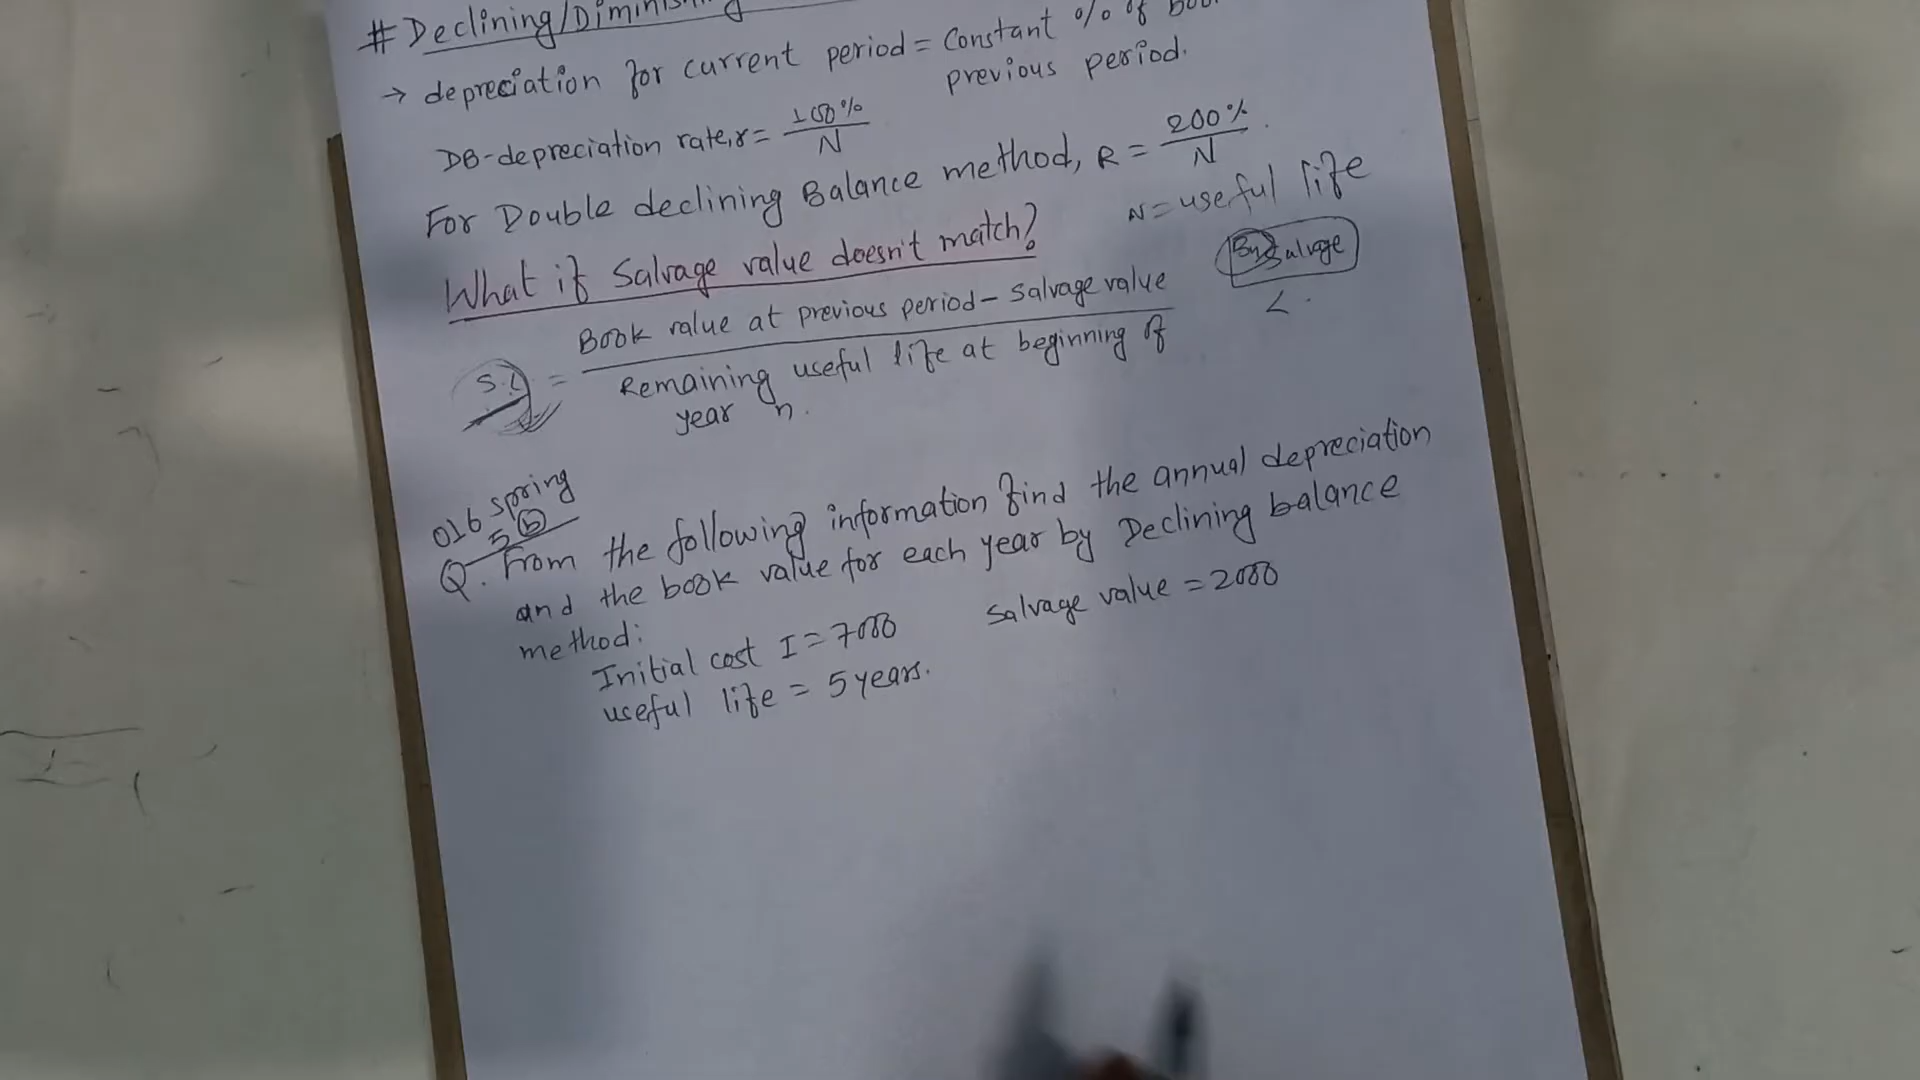 # Declining/Diminishing
→ depreciation for current period = Constant % of
previous period.
DB-depreciation rate, r = 100% / N
For Double declining Balance method, R = 200% / N.
N = useful life
What if Salvage value doesn't match?
Salvage
<
S.L = Book value at previous period - Salvage value
Remaining useful life at beginning of
year n.
016 spring
5 (b)
Q. From the following information find the annual depreciation
and the book value for each year by Declining balance
method:
Initial cost I = 7000 Salvage value = 2000
useful life = 5 years.